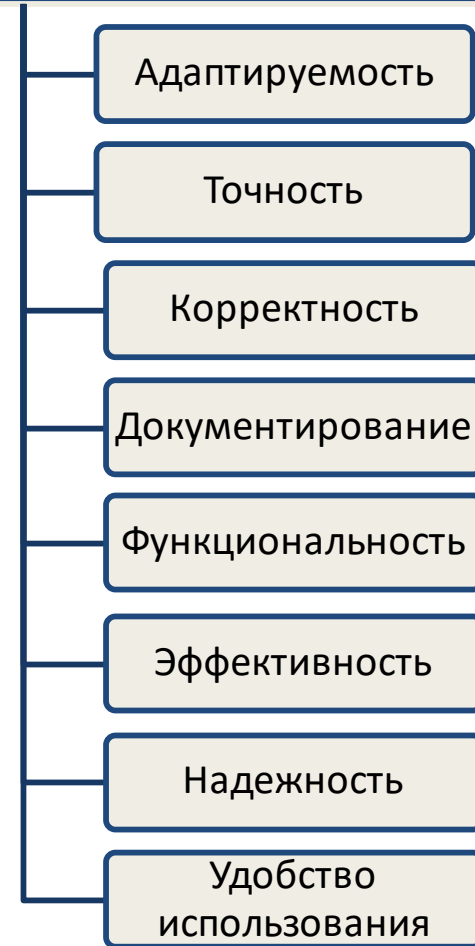 Адаптируемость
Точность
Корректность
Документирование
Функциональность
Эффективность
Надежность
Удобство
использования